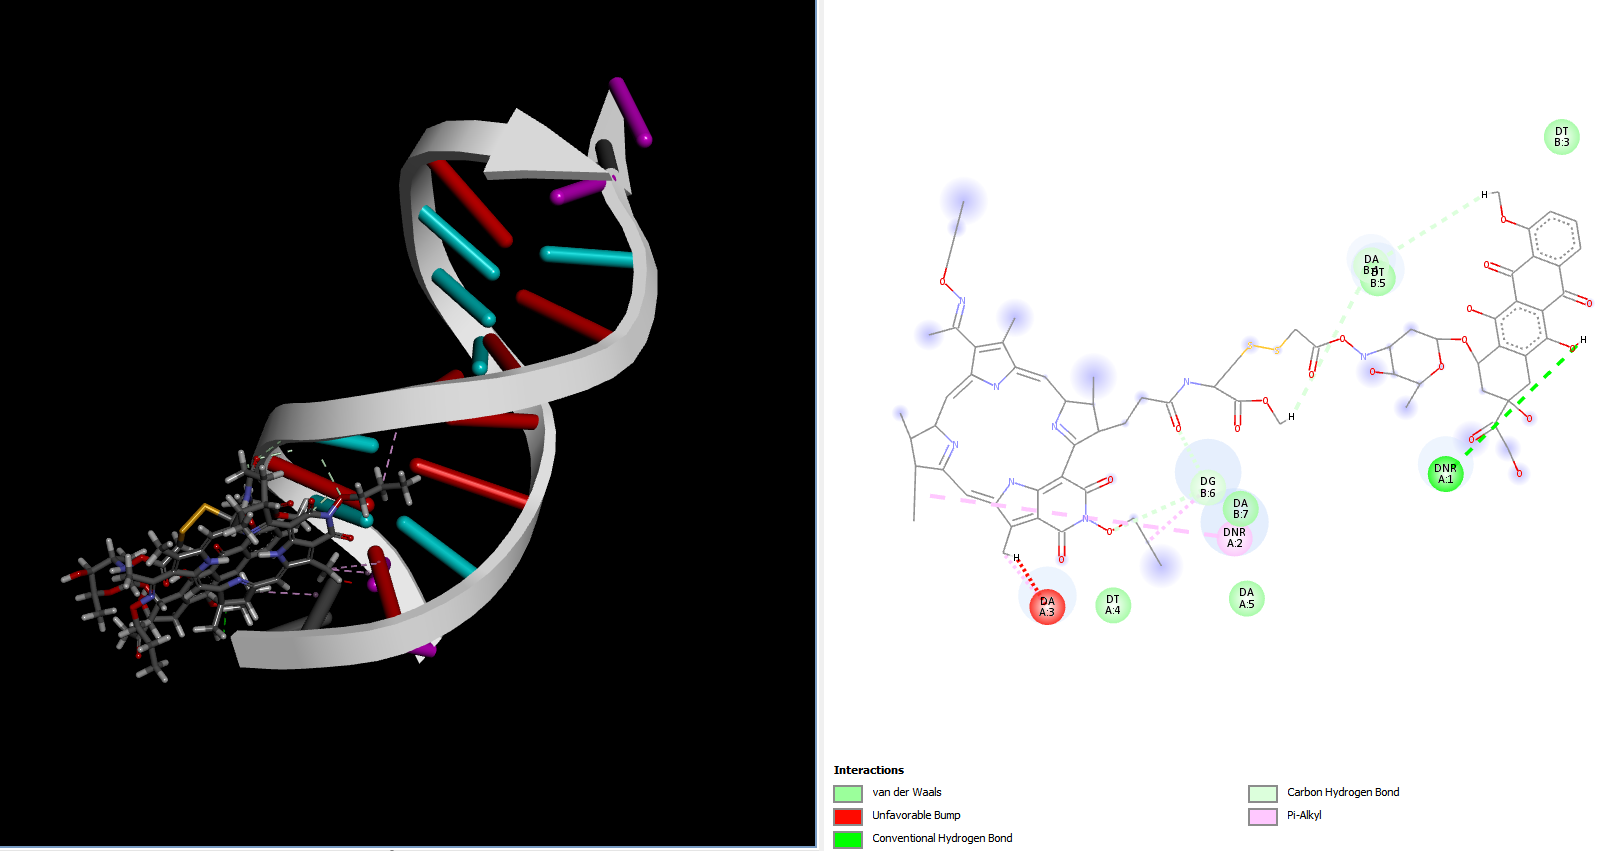 DT
B:3
H
O
DA
B:4
DT
B:5
O
O
O
N
O
O
H
S
S
O
N
O
O
O
O
O
O
N
N
O
O
N
O
H
O
O
O
N
N
O
DNR
A:1
O
DG
B:6
DA
B:7
DNR
A:2
N
O
O
H
O
DA
A:3
DT
A:4
DA
A:5
Interactions
van der Waals
Unfavorable Bump
Conventional Hydrogen Bond
Carbon Hydrogen Bond
Pi-Alkyl